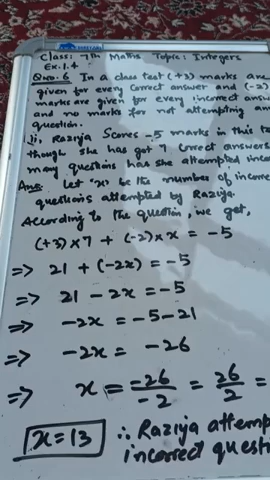 Class: 7th Maths Topic: Integers
Ex.1.4
Que.6 In a class test (+3) marks are
given for every correct answer and (-2)
marks are given for every incorrect ans
and no marks for not attempting an
question.
ii, Raziya Scores -5 marks in this te
though she has got 7 correct answers
many questions has she attempted inco
Ans: Let 'x' be the number of incorre
questions attempted by Raziya.
According to the question, we get,
(+3)×7 + (-2)×x = -5
=> 21 + (-2x) = -5
=> 21 - 2x = -5
=> -2x = -5-21
=> -2x = -26
=> x = -26/-2 = 26/2 =
x = 13 ∴ Raziya attemp
incorrect quest